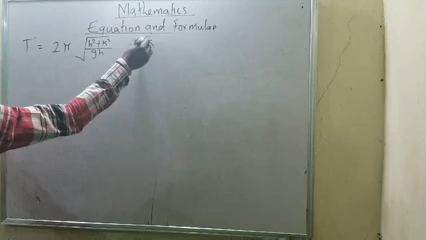 Mathematics
Equation and Formulae
T = 2π √(h² + k²)/gh